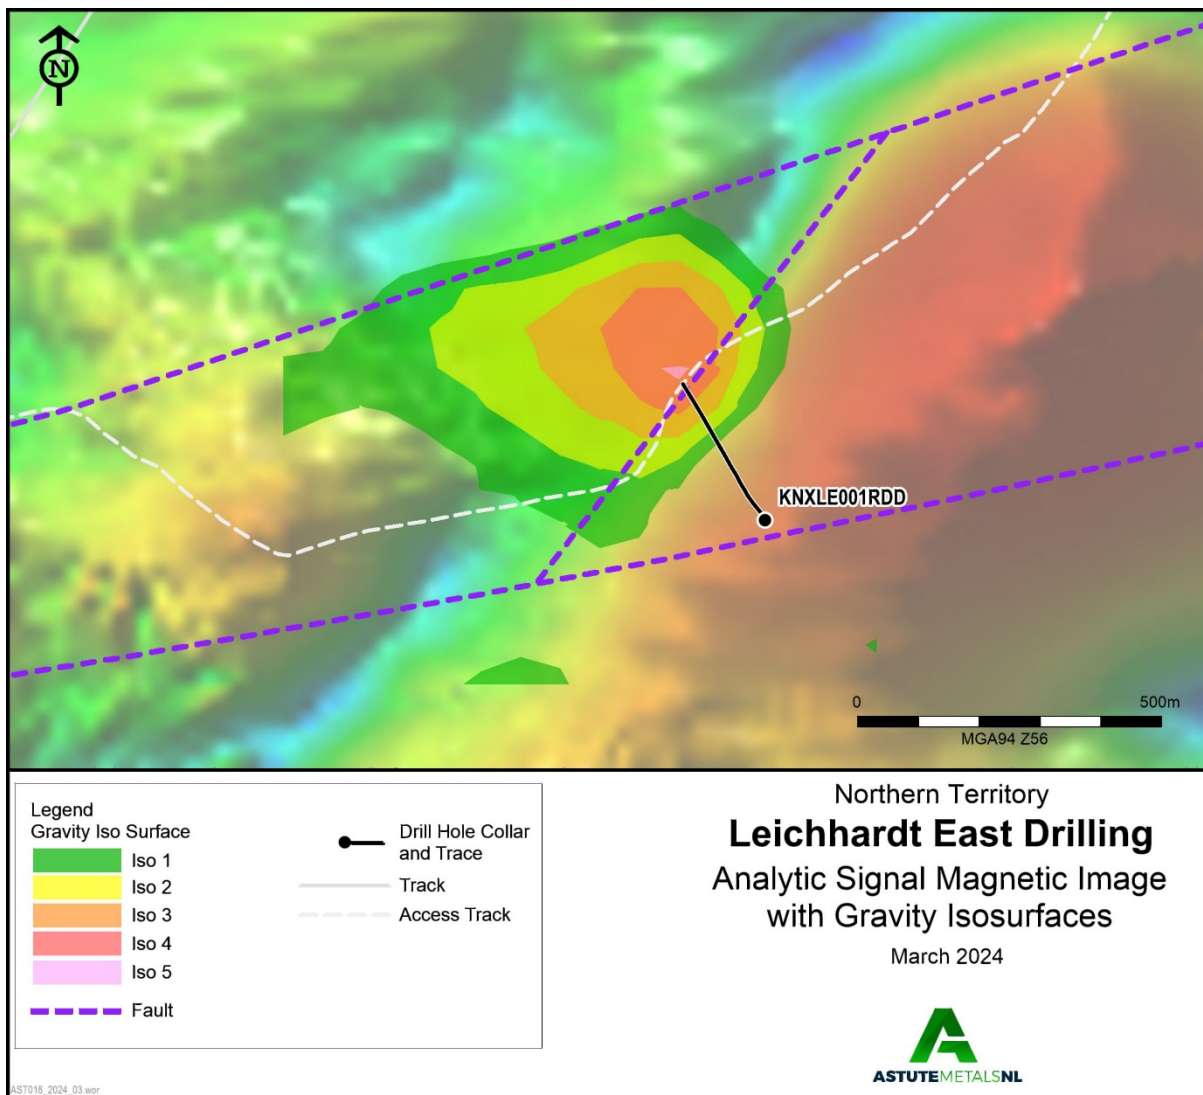 N
KNXLE001RDD
0 500m
MGA94 Z56
Legend
Gravity Iso Surface
Iso 1
Iso 2
Iso 3
Iso 4
Iso 5
Fault
Drill Hole Collar
and Trace
Track
Access Track
Northern Territory
Leichhardt East Drilling
Analytic Signal Magnetic Image
with Gravity Isosurfaces
March 2024
ASTUTEMETALSNL
AST018_2024_03.wor